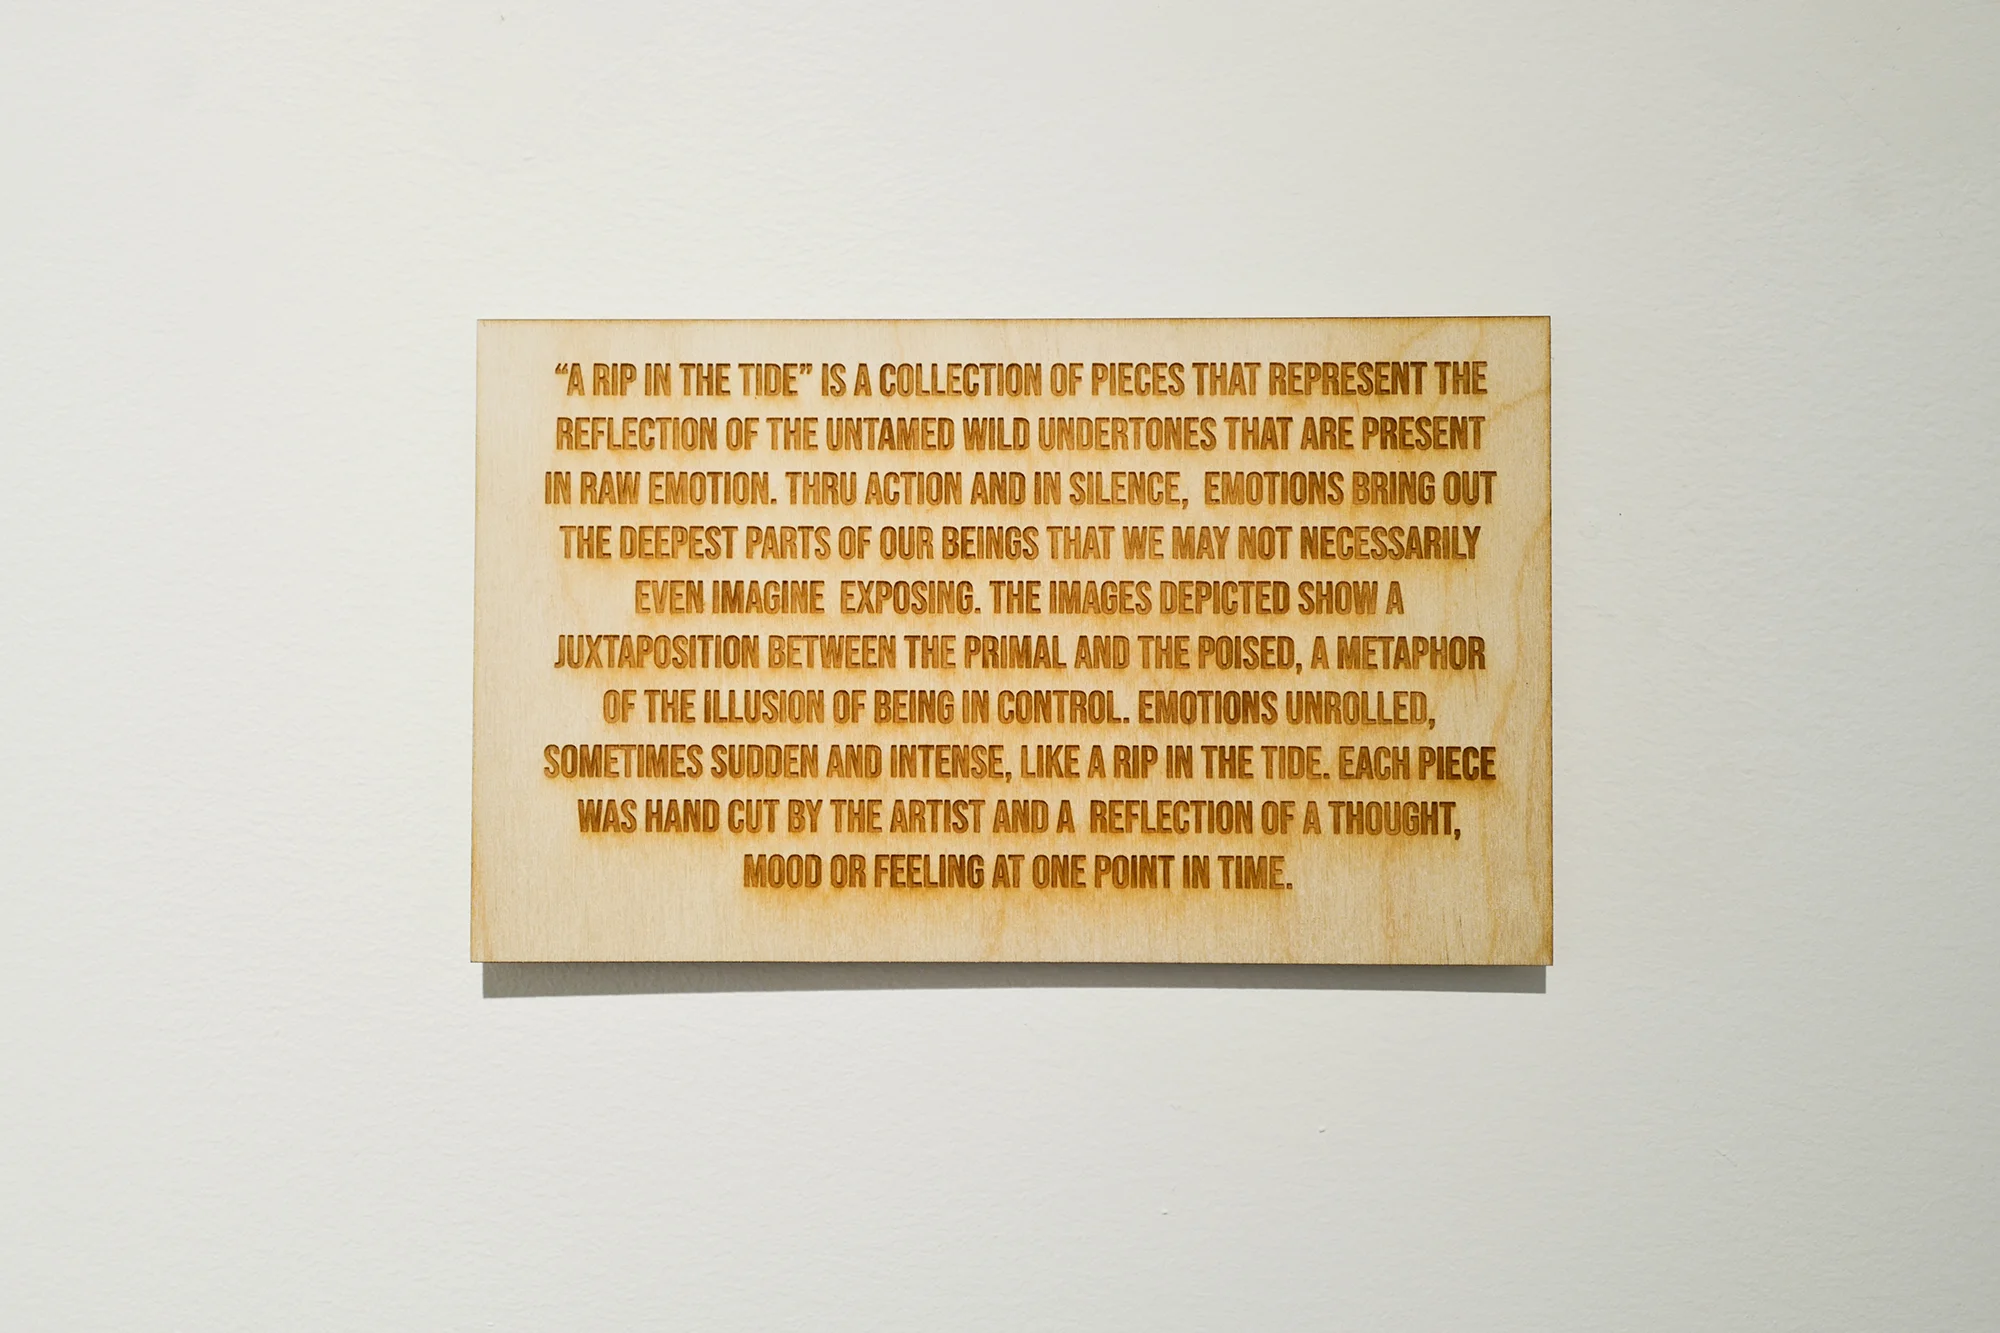 “A RIP IN THE TIDE” IS A COLLECTION OF PIECES THAT REPRESENT THE
REFLECTION OF THE UNTAMED WILD UNDERTONES THAT ARE PRESENT
IN RAW EMOTION. THRU ACTION AND IN SILENCE, EMOTIONS BRING OUT
THE DEEPEST PARTS OF OUR BEINGS THAT WE MAY NOT NECESSARILY
EVEN IMAGINE EXPOSING. THE IMAGES DEPICTED SHOW A
JUXTAPOSITION BETWEEN THE PRIMAL AND THE POISED, A METAPHOR
OF THE ILLUSION OF BEING IN CONTROL. EMOTIONS UNROLLED,
SOMETIMES SUDDEN AND INTENSE, LIKE A RIP IN THE TIDE. EACH PIECE
WAS HAND CUT BY THE ARTIST AND A REFLECTION OF A THOUGHT,
MOOD OR FEELING AT ONE POINT IN TIME.